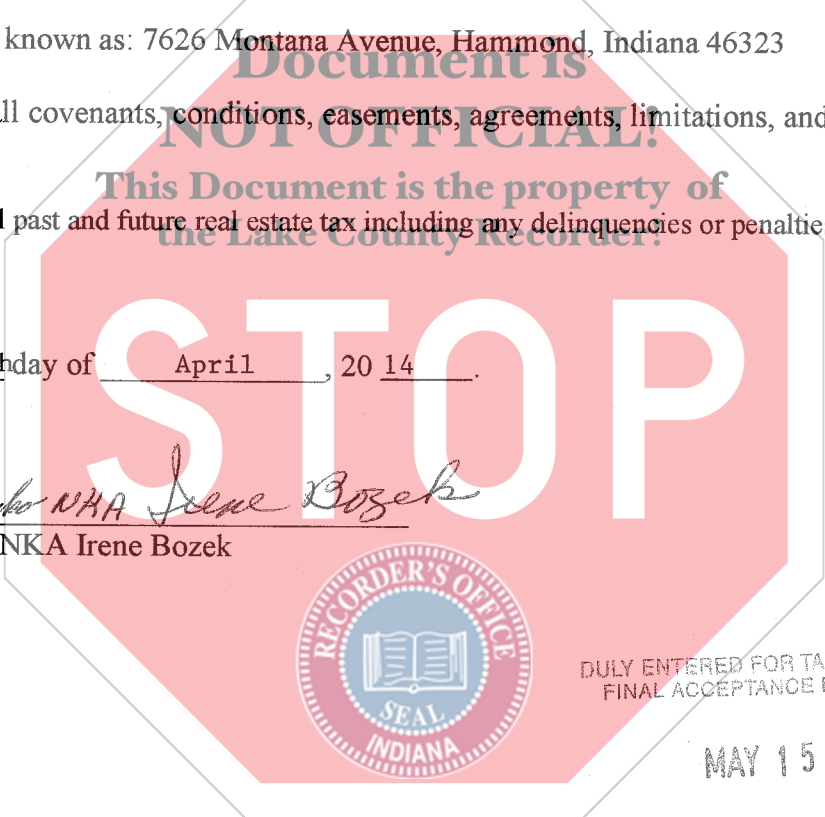 known as: 7626 Montana Avenue, Hammond, Indiana 46323
Document is
ll covenants, conditions, easements, agreements, limitations, and
NOT OFFICIAL!
This Document is the property of
l past and future real estate tax including any delinquencies or penaltie
the Lake County Recorder!
STOP
hday of April, 20 14.
ko NKA Irene Bozek
NKA Irene Bozek
RECORDER'S OFFICE
SEAL
INDIANA
DULY ENTERED FOR TA
FINAL ACCEPTANCE
MAY 15